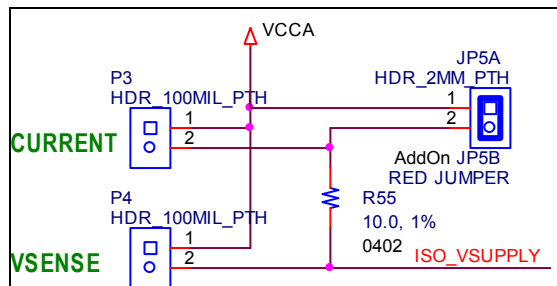 VCCA
P3
HDR_100MIL_PTH
1
2
CURRENT
JP5A
HDR_2MM_PTH
1
2
AddOn JP5B
RED JUMPER
R55
10.0, 1%
0402
P4
HDR_100MIL_PTH
1
2
VSENSE
ISO_VSUPPLY